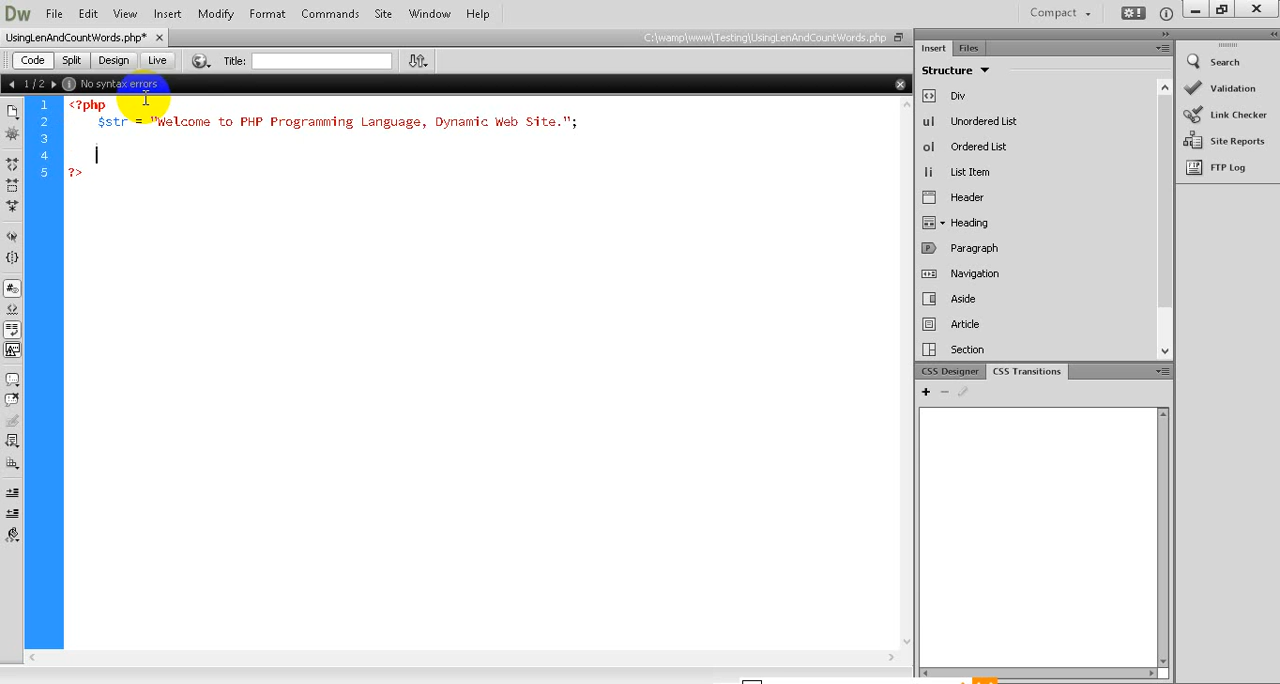 Dw File Edit View Insert Modify Format Commands Site Window Help Compact
UsingLenAndCountWords.php* C:\wamp\www\Testing\UsingLenAndCountWords.php
Code Split Design Live Title:
1 / 2 No syntax errors
1 <?php
2 $str = "Welcome to PHP Programming Language, Dynamic Web Site.";
3
4
5 ?>
Insert Files
Structure
Div
ul Unordered List
ol Ordered List
li List Item
Header
Heading
Paragraph
Navigation
Aside
Article
Section
CSS Designer CSS Transitions
Search
Validation
Link Checker
Site Reports
FTP Log